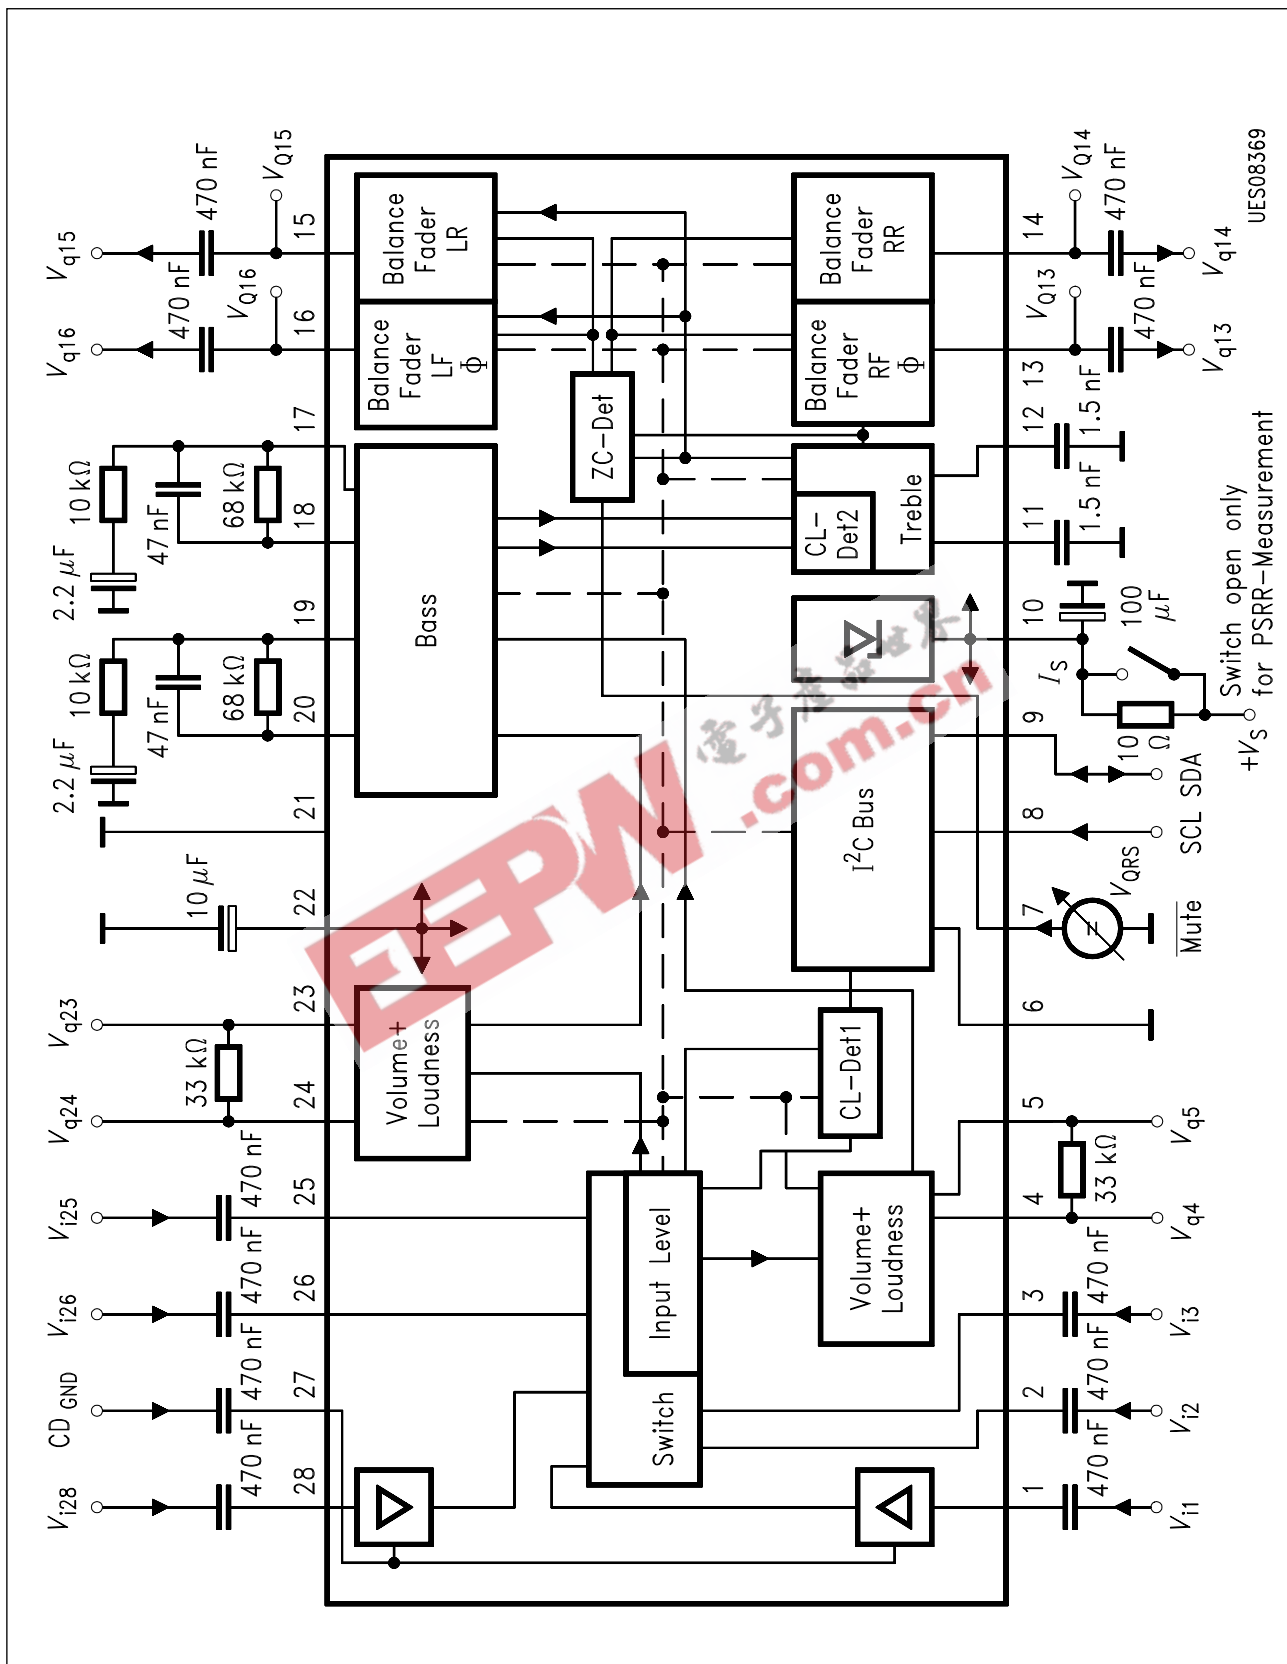 V_q15
470 nF
V_Q15
15
V_q16
470 nF
V_Q16
16
17
10 kΩ
2.2 µF
47 nF
68 kΩ
18
19
10 kΩ
2.2 µF
47 nF
68 kΩ
20
21
10 µF
22
V_q23
33 kΩ
23
V_q24
24
V_i25
470 nF
25
V_i26
470 nF
26
CD_GND
470 nF
27
V_i28
470 nF
28
Balance
Fader
LR
Balance
Fader
LF
Φ
Bass
Volume+
Loudness
ZC-Det
Input Level
Switch
Balance
Fader
RR
Balance
Fader
RF
Φ
CL-
Det2
Treble
I²C Bus
CL-Det1
Volume+
Loudness
14
V_Q14
470 nF
V_q14
13
V_Q13
470 nF
V_q13
12
1.5 nF
11
1.5 nF
10
100
µF
I_S
Switch open only
for PSRR-Measurement
10
Ω
+V_S
9
SDA
8
SCL
7
V_QRS
M̅u̅t̅e̅
6
5
V_q5
33 kΩ
4
V_q4
3
470 nF
V_i3
2
470 nF
V_i2
1
470 nF
V_i1
UES08369
EEPW
電子產品世界
.com.cn